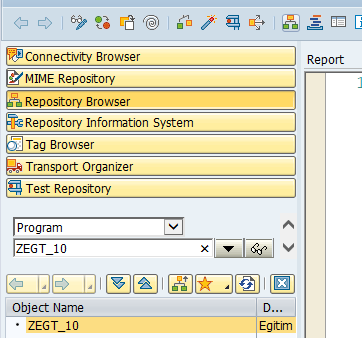 Connectivity Browser
MIME Repository
Repository Browser
Repository Information System
Tag Browser
Transport Organizer
Test Repository
Report
1
Program
ZEGT_10
Object Name D...
ZEGT_10 Egitim